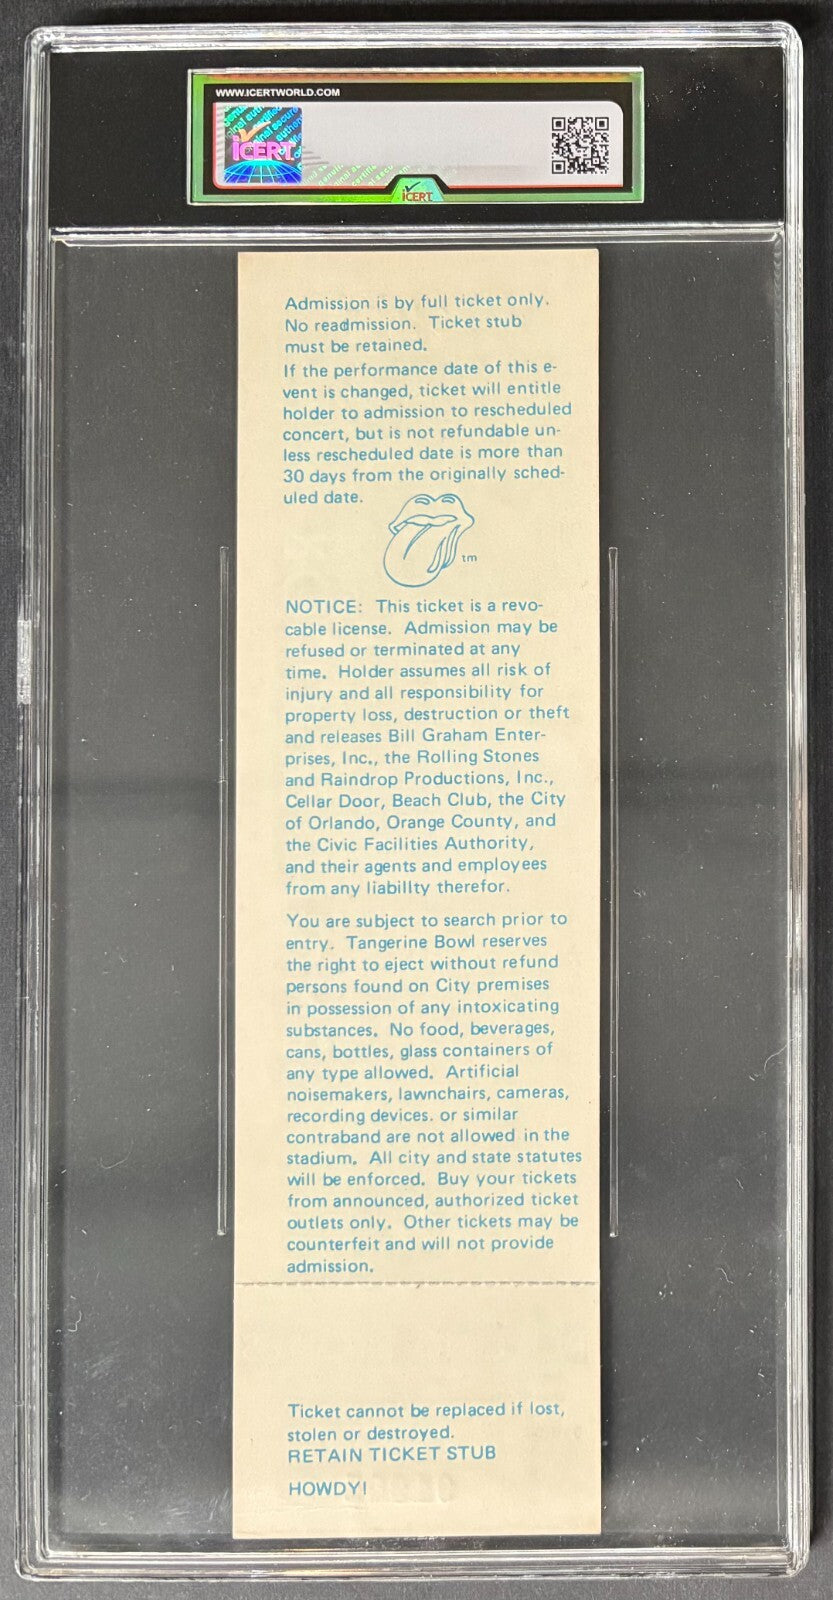 WWW.ICERTWORLD.COM
iCERT
iCERT
Admission is by full ticket only.
No readmission. Ticket stub
must be retained.
If the performance date of this e-
vent is changed, ticket will entitle
holder to admission to rescheduled
concert, but is not refundable un-
less rescheduled date is more than
30 days from the originally sched-
uled date.
tm
NOTICE: This ticket is a revo-
cable license. Admission may be
refused or terminated at any
time. Holder assumes all risk of
injury and all responsibility for
property loss, destruction or theft
and releases Bill Graham Enter-
prises, Inc., the Rolling Stones
and Raindrop Productions, Inc.,
Cellar Door, Beach Club, the City
of Orlando, Orange County, and
the Civic Facilities Authority,
and their agents and employees
from any liability therefor.
You are subject to search prior to
entry. Tangerine Bowl reserves
the right to eject without refund
persons found on City premises
in possession of any intoxicating
substances. No food, beverages,
cans, bottles, glass containers of
any type allowed. Artificial
noisemakers, lawnchairs, cameras,
recording devices. or similar
contraband are not allowed in the
stadium. All city and state statutes
will be enforced. Buy your tickets
from announced, authorized ticket
outlets only. Other tickets may be
counterfeit and will not provide
admission.
Ticket cannot be replaced if lost,
stolen or destroyed.
RETAIN TICKET STUB
HOWDY!